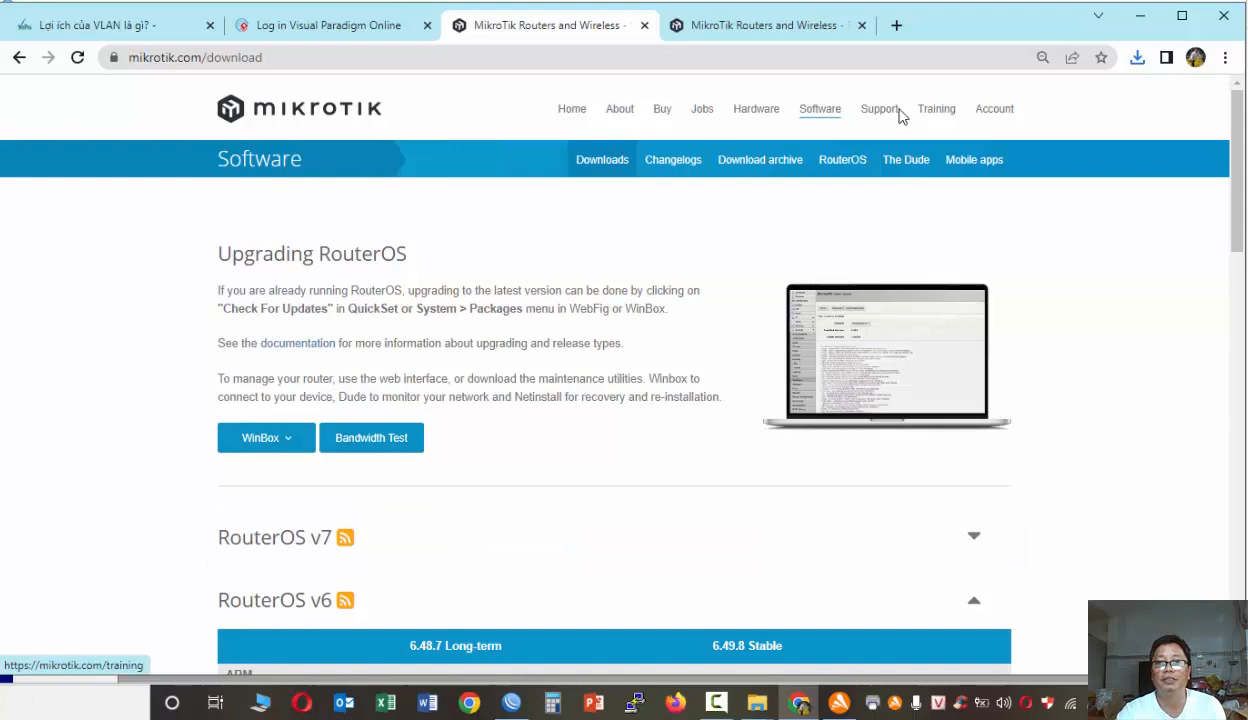 Lợi ích của VLAN là gì? -
Log in Visual Paradigm Online
MikroTik Routers and Wireless -
MikroTik Routers and Wireless -
mikrotik.com/download
mikrotik
Home About Buy Jobs Hardware Software Support Training Account
Software
Downloads Changelogs Download archive RouterOS The Dude Mobile apps
Upgrading RouterOS
If you are already running RouterOS, upgrading to the latest version can be done by clicking on
"Check For Updates" in QuickSet or System > Packages menu in WebFig or WinBox.
See the documentation for more information about upgrading and release types.
To manage your router, use the web interface, or download the maintenance utilities. Winbox to
connect to your device, Dude to monitor your network and Netinstall for recovery and re-installation.
WinBox Bandwidth Test
RouterOS v7
RouterOS v6
6.48.7 Long-term 6.49.8 Stable
ARM
https://mikrotik.com/training